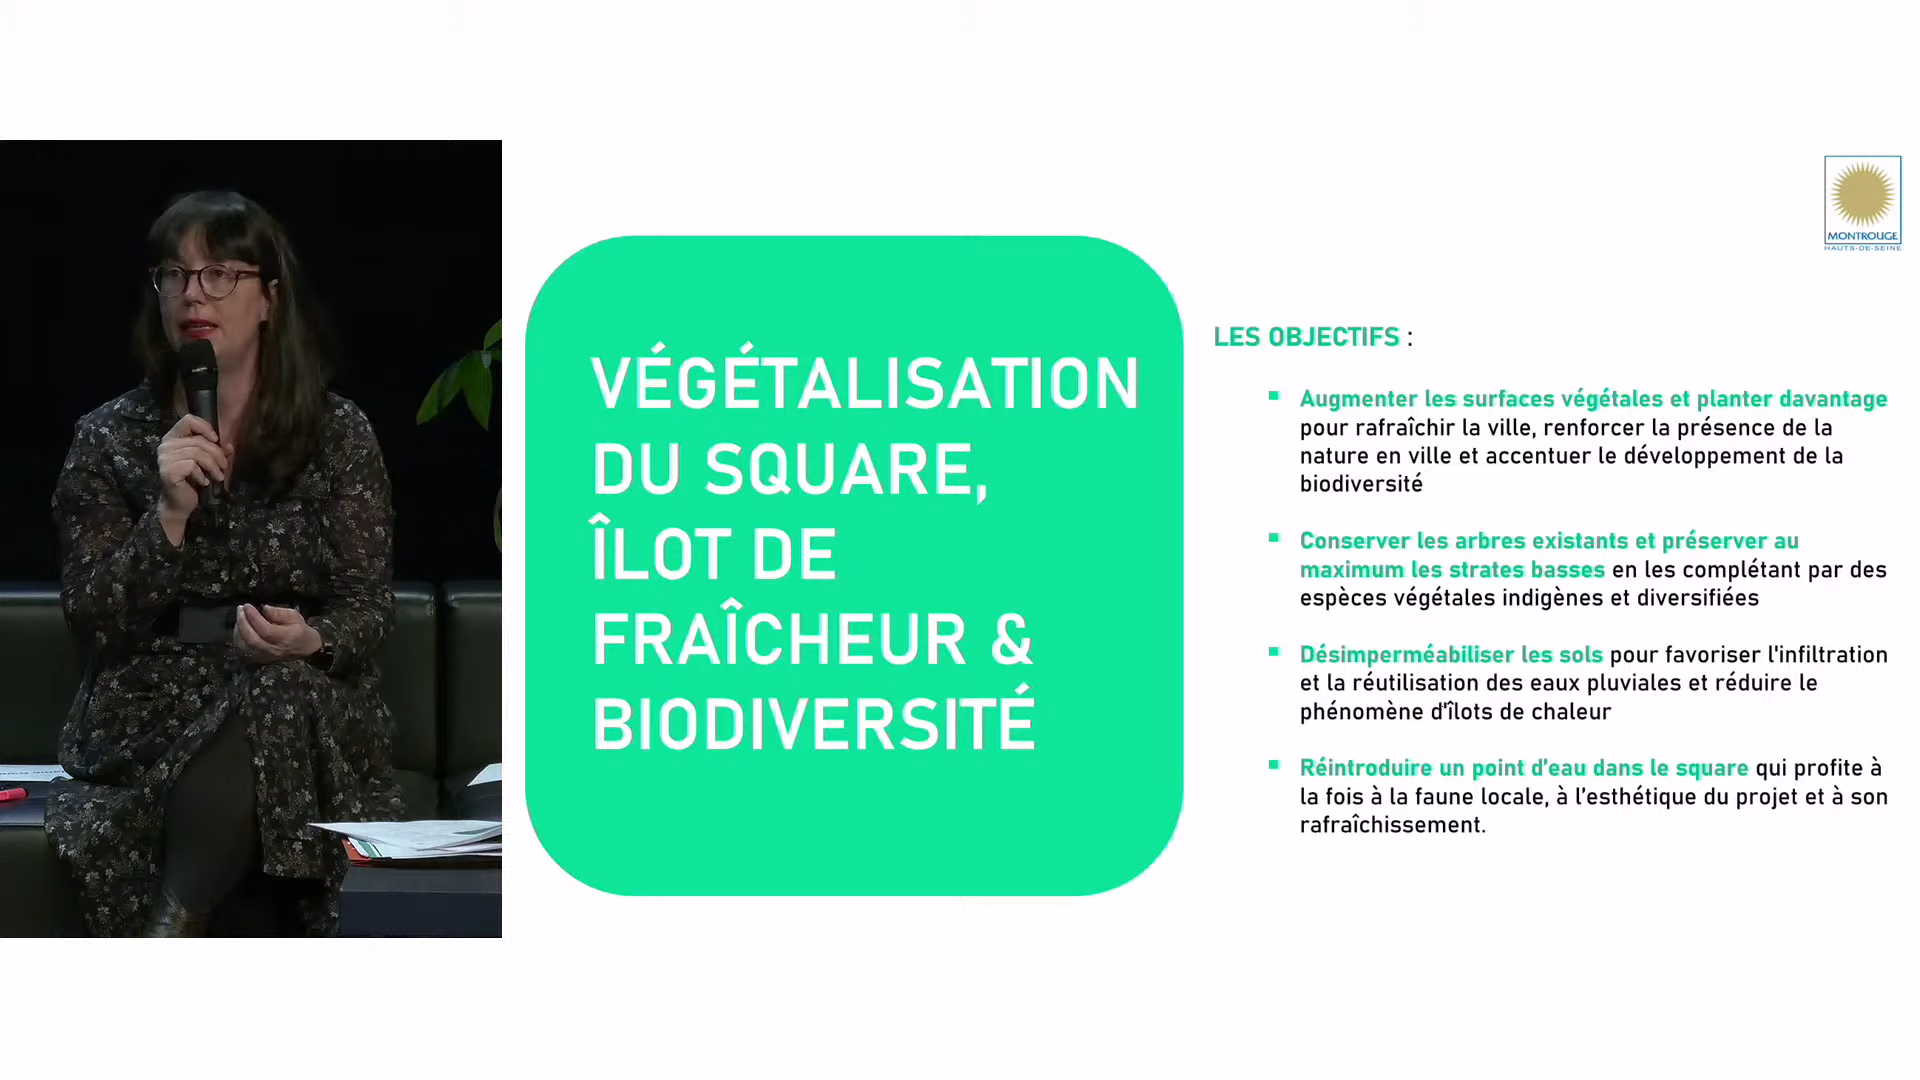 MONTROUGE
HAUTS-DE-SEINE
VÉGÉTALISATION
DU SQUARE,
ÎLOT DE
FRAÎCHEUR &
BIODIVERSITÉ
LES OBJECTIFS :
Augmenter les surfaces végétales et planter davantage
pour rafraîchir la ville, renforcer la présence de la
nature en ville et accentuer le développement de la
biodiversité
Conserver les arbres existants et préserver au
maximum les strates basses en les complétant par des
espèces végétales indigènes et diversifiées
Désimperméabiliser les sols pour favoriser l'infiltration
et la réutilisation des eaux pluviales et réduire le
phénomène d'îlots de chaleur
Réintroduire un point d’eau dans le square qui profite à
la fois à la faune locale, à l’esthétique du projet et à son
rafraîchissement.